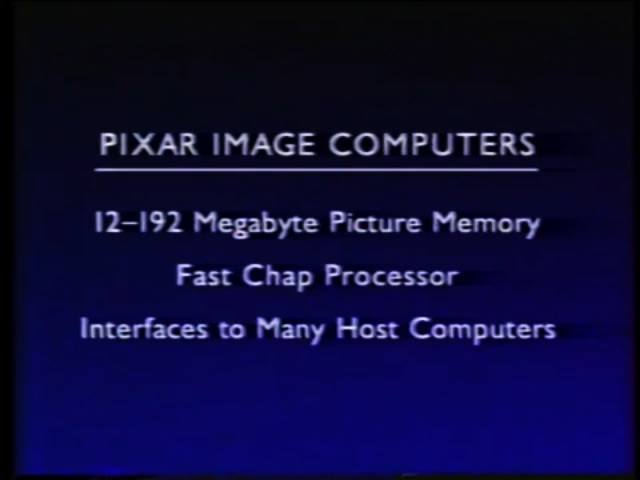 PIXAR IMAGE COMPUTERS
12–192 Megabyte Picture Memory
Fast Chap Processor
Interfaces to Many Host Computers